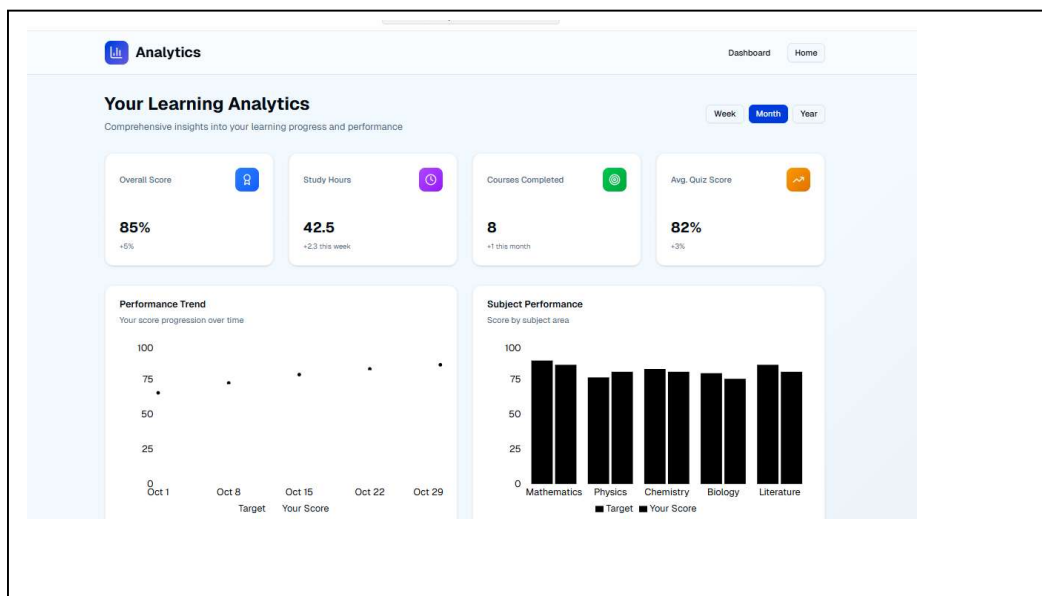 Analytics
Dashboard Home
Your Learning Analytics
Comprehensive insights into your learning progress and performance
Week Month Year
Overall Score
85%
+5%
Study Hours
42.5
+2.3 this week
Courses Completed
8
+1 this month
Avg. Quiz Score
82%
+3%
Performance Trend
Your score progression over time
100
75
50
25
0
Oct 1 Oct 8 Oct 15 Oct 22 Oct 29
Target Your Score
Subject Performance
Score by subject area
100
75
50
25
0
Mathematics Physics Chemistry Biology Literature
Target Your Score